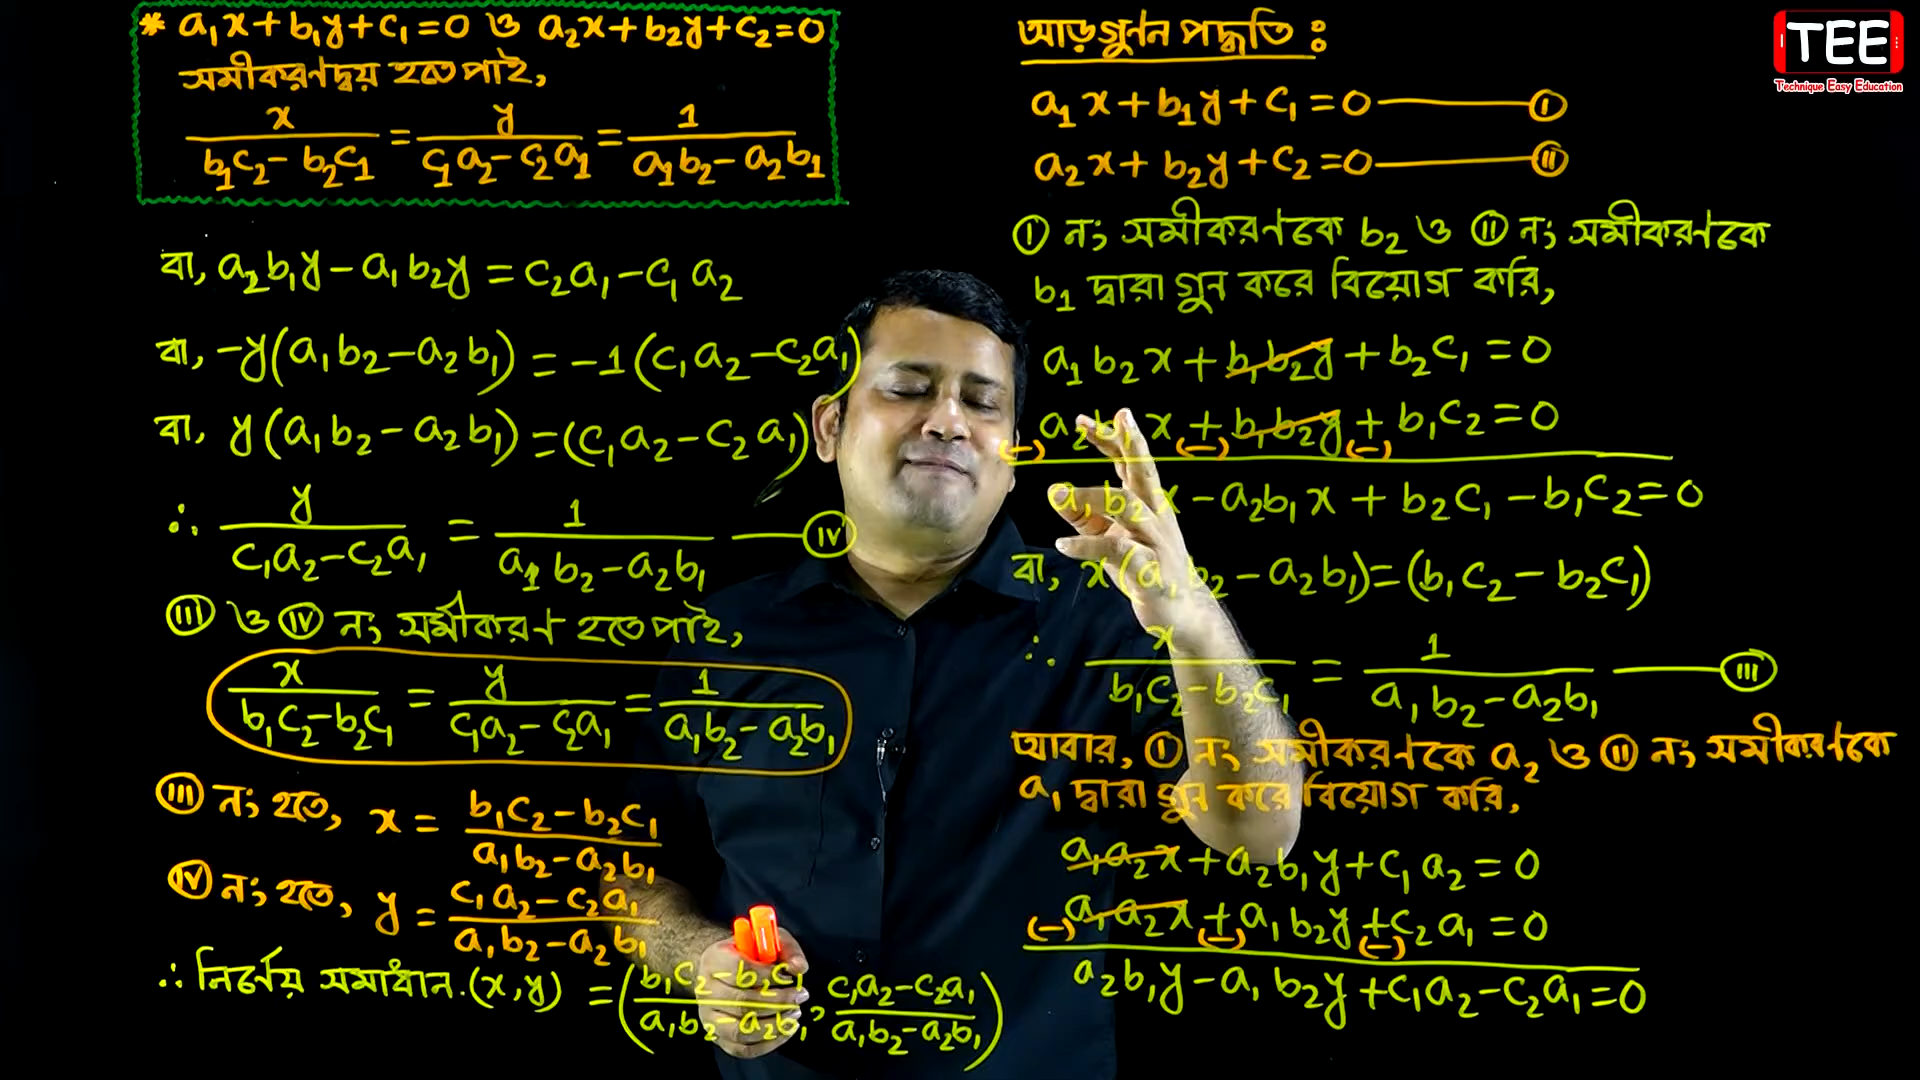 * a₁x+b₁y+c₁=0 ও a₂x+b₂y+c₂=0
সমীকরণদ্বয় হতে পাই,
x/(b₁c₂-b₂c₁) = y/(c₁a₂-c₂a₁) = 1/(a₁b₂-a₂b₁)
বা, a₂b₁y-a₁b₂y = c₂a₁-c₁a₂
বা, -y(a₁b₂-a₂b₁) = -1(c₁a₂-c₂a₁)
বা, y(a₁b₂-a₂b₁)=(c₁a₂-c₂a₁)
∴ y/(c₁a₂-c₂a₁) = 1/(a₁b₂-a₂b₁) — (iv)
(iii) ও (iv) নং সমীকরণ হতে পাই,
x/(b₁c₂-b₂c₁) = y/(c₁a₂-c₂a₁) = 1/(a₁b₂-a₂b₁)
(iii) নং হতে, x = (b₁c₂-b₂c₁)/(a₁b₂-a₂b₁)
(iv) নং হতে, y = (c₁a₂-c₂a₁)/(a₁b₂-a₂b₁)
∴ নির্ণেয় সমাধান (x,y) = ((b₁c₂-b₂c₁)/(a₁b₂-a₂b₁), (c₁a₂-c₂a₁)/(a₁b₂-a₂b₁))
আড়গুনন পদ্ধতি :
a₁x+b₁y+c₁=0 — (i)
a₂x+b₂y+c₂=0 — (ii)
(i) নং সমীকরণকে b₂ ও (ii) নং সমীকরণকে
b₁ দ্বারা গুন করে বিয়োগ করি,
a₁b₂x+b₁b₂y+b₂c₁=0
a₂b₁x+b₁b₂y+b₁c₂=0
(-) (-) (-)
a₁b₂x-a₂b₁x+b₂c₁-b₁c₂=0
বা, x(a₁b₂-a₂b₁)=(b₁c₂-b₂c₁)
∴ x/(b₁c₂-b₂c₁) = 1/(a₁b₂-a₂b₁) — (iii)
আবার, (i) নং সমীকরণকে a₂ ও (ii) নং সমীকরণকে
a₁ দ্বারা গুন করে বিয়োগ করি,
a₁a₂x+a₂b₁y+c₁a₂=0
a₁a₂x+a₁b₂y+c₂a₁=0
(-) (-) (-)
a₂b₁y-a₁b₂y+c₁a₂-c₂a₁=0
TEE
Technique Easy Education